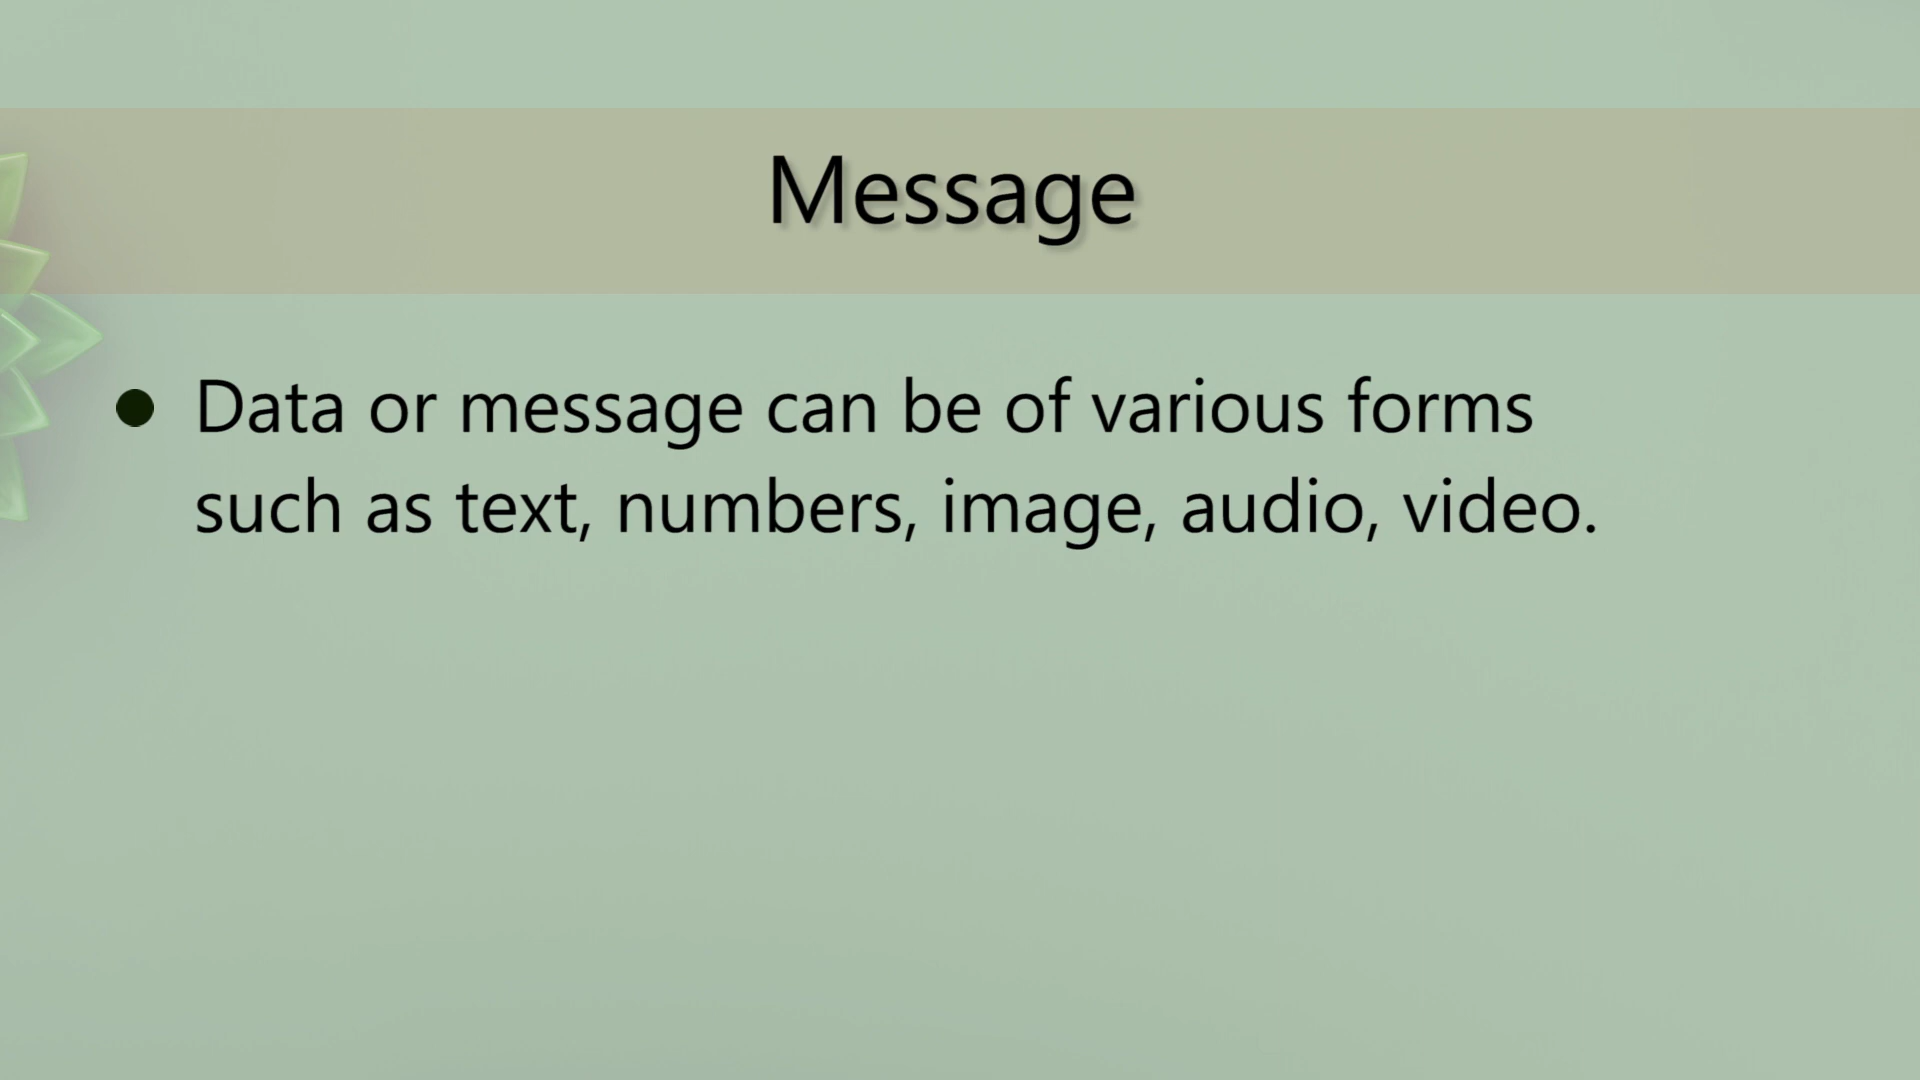 Message
● Data or message can be of various forms
such as text, numbers, image, audio, video.